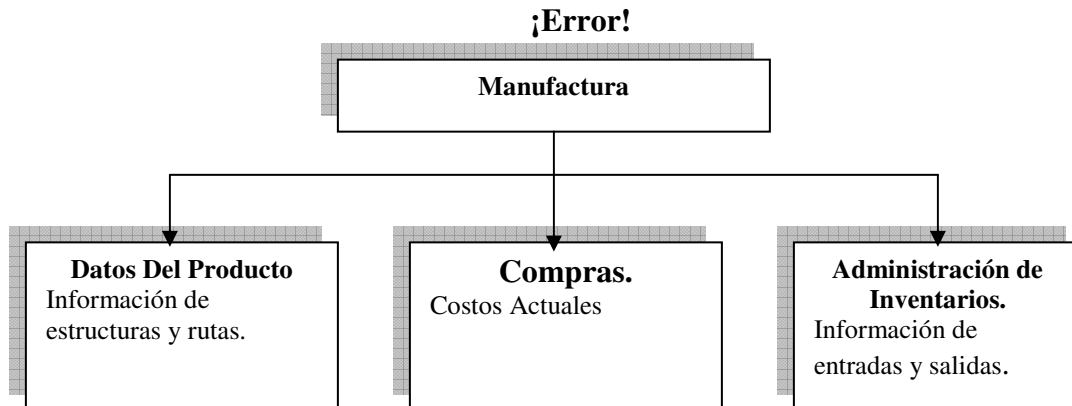 ¡Error!
Manufactura
Datos Del Producto
Información de
estructuras y rutas.
Compras.
Costos Actuales
Administración de
Inventarios.
Información de
entradas y salidas.